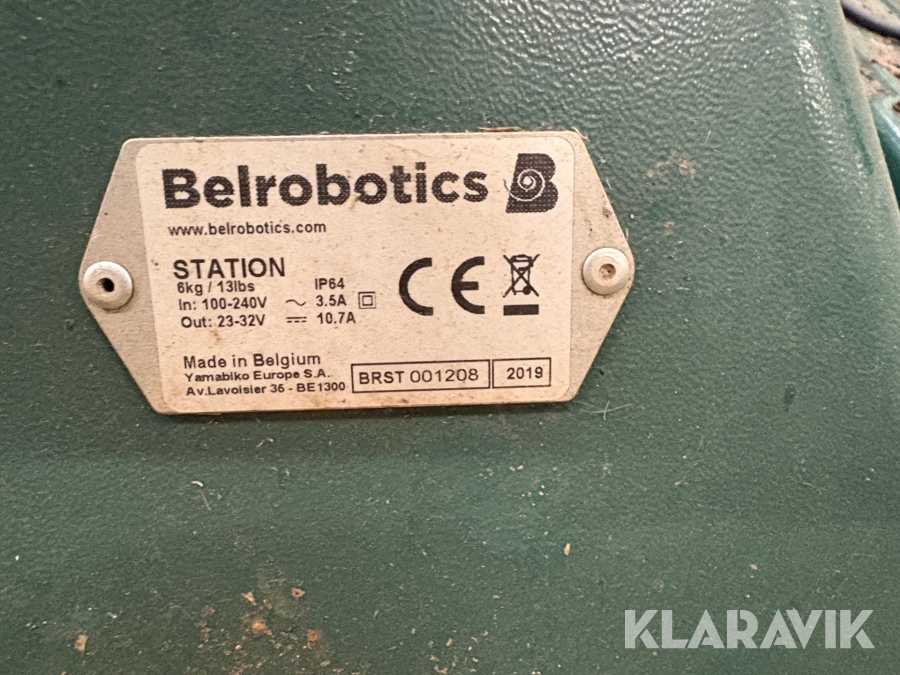 Belrobotics
www.belrobotics.com
STATION
6kg / 13lbs IP64
In: 100-240V 3.5A
Out: 23-32V 10.7A
CE
Made in Belgium
Yamabiko Europe S.A.
Av.Lavoisier 35 - BE1300
BRST 001208 2019
KLARAVIK